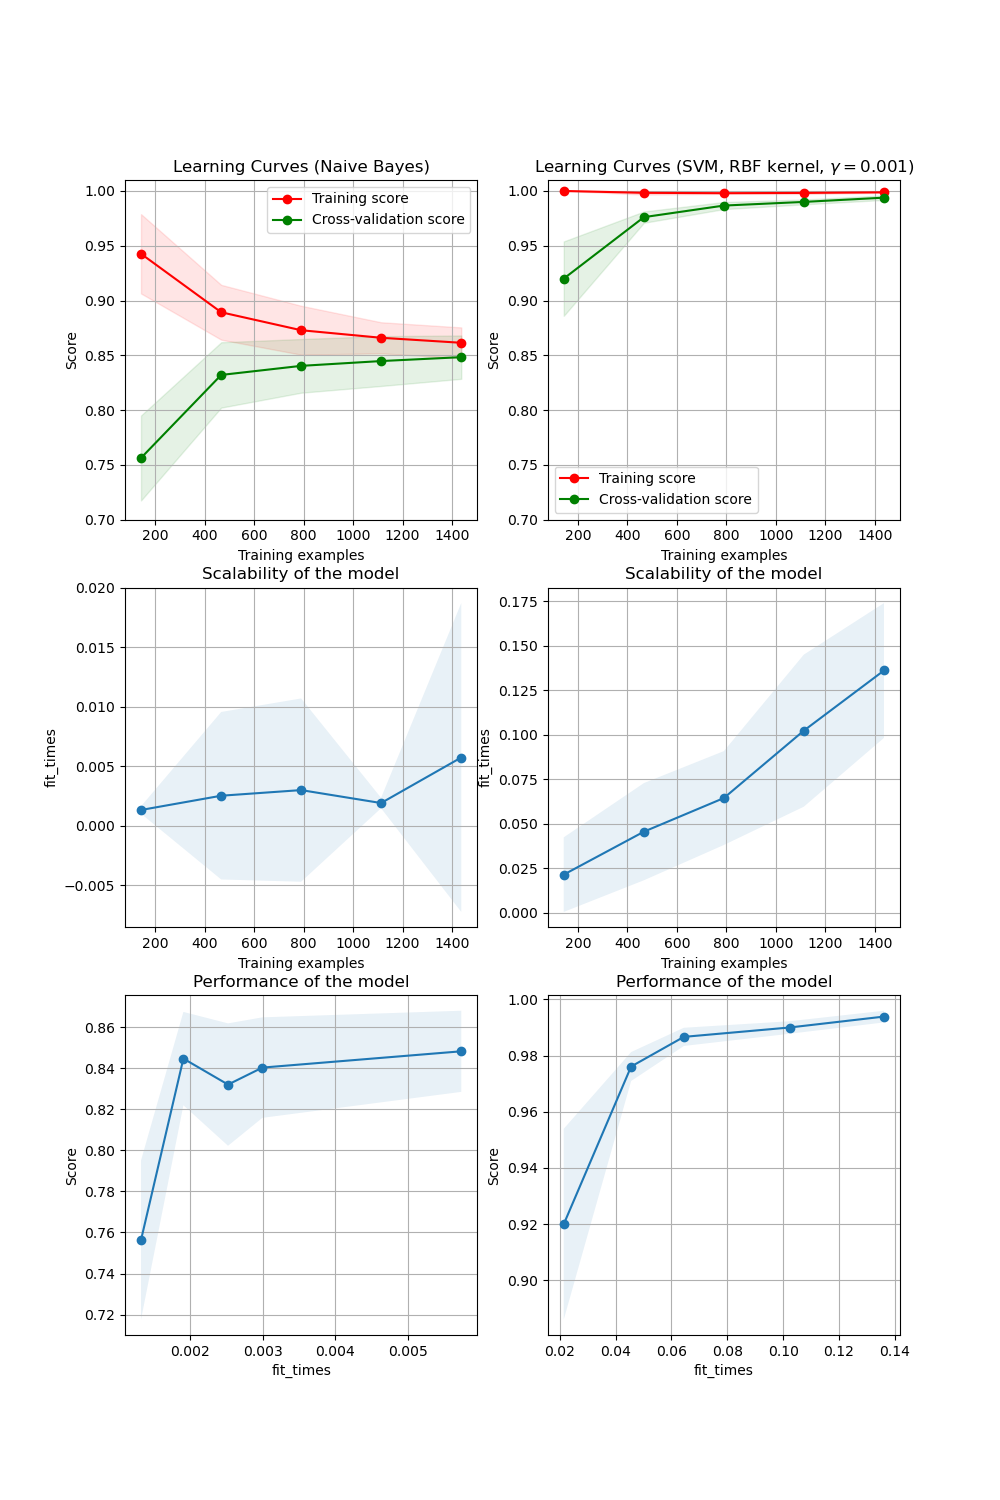 Learning Curves (Naive Bayes)
1.00
0.95
0.90
0.85
0.80
0.75
0.70
Score
Training score
Cross-validation score
200 400 600 800 1000 1200 1400
Training examples
Learning Curves (SVM, RBF kernel, γ = 0.001)
1.00
0.95
0.90
0.85
0.80
0.75
0.70
Score
Training score
Cross-validation score
200 400 600 800 1000 1200 1400
Training examples
Scalability of the model
0.020
0.015
0.010
0.005
0.000
−0.005
fit_times
200 400 600 800 1000 1200 1400
Training examples
Scalability of the model
0.175
0.150
0.125
0.100
0.075
0.050
0.025
0.000
fit_times
200 400 600 800 1000 1200 1400
Training examples
Performance of the model
0.86
0.84
0.82
0.80
0.78
0.76
0.74
0.72
Score
0.002 0.003 0.004 0.005
fit_times
Performance of the model
1.00
0.98
0.96
0.94
0.92
0.90
Score
0.02 0.04 0.06 0.08 0.10 0.12 0.14
fit_times